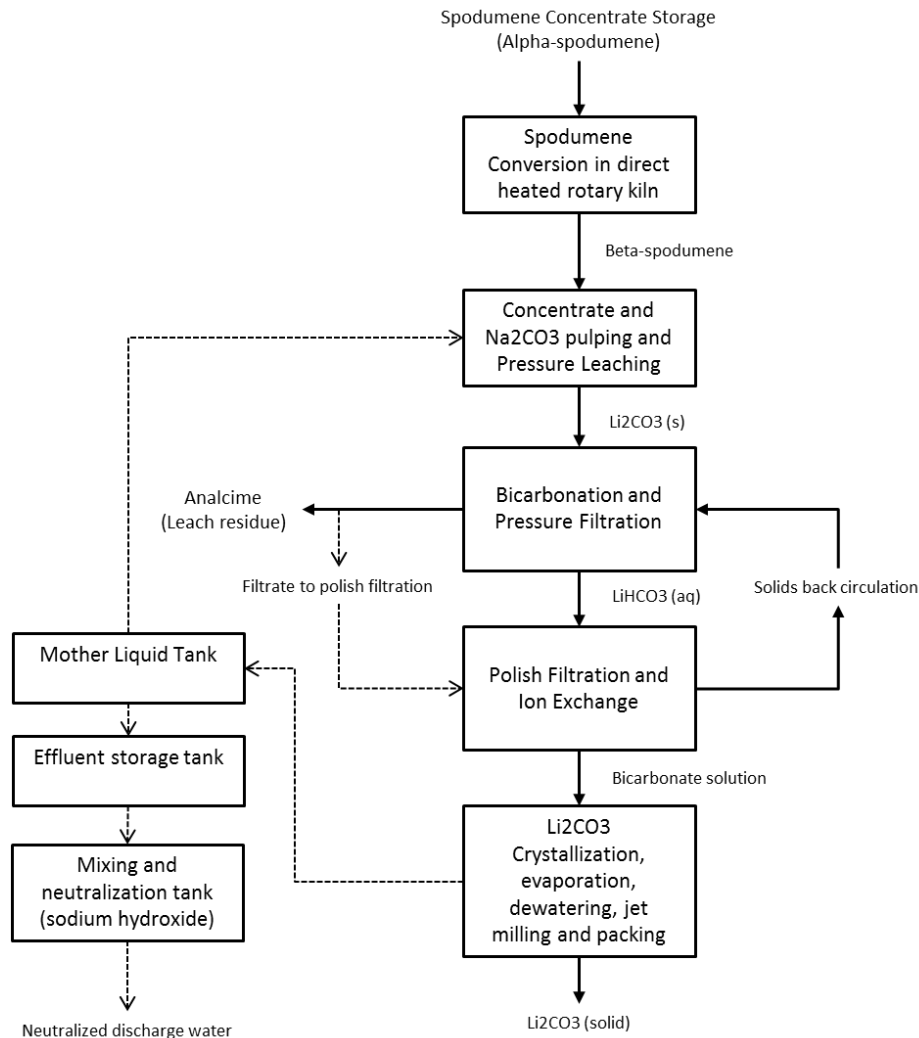 Spodumene Concentrate Storage
(Alpha-spodumene)
Spodumene
Conversion in direct
heated rotary kiln
Beta-spodumene
Concentrate and
Na2CO3 pulping and
Pressure Leaching
Li2CO3 (s)
Bicarbonation and
Pressure Filtration
Analcime
(Leach residue)
Filtrate to polish filtration
LiHCO3 (aq)
Solids back circulation
Polish Filtration and
Ion Exchange
Mother Liquid Tank
Effluent storage tank
Bicarbonate solution
Li2CO3
Crystallization,
evaporation,
dewatering, jet
milling and packing
Mixing and
neutralization tank
(sodium hydroxide)
Neutralized discharge water
Li2CO3 (solid)